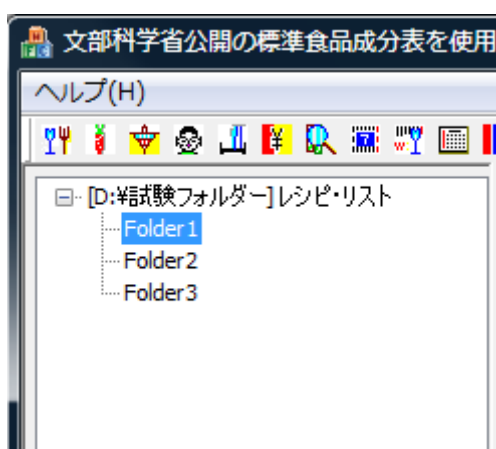 文部科学省公開の標準食品成分表を使用
ヘルプ(H)
[D:¥試験フォルダー]レシピ・リスト
Folder1
Folder2
Folder3